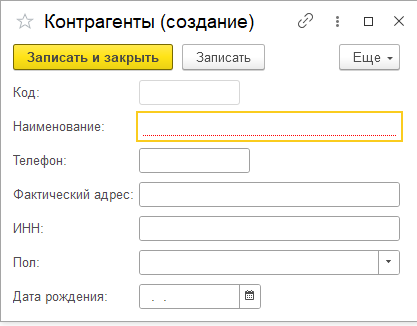 Контрагенты (создание)
Записать и закрыть Записать Еще
Код:
Наименование:
Телефон:
Фактический адрес:
ИНН:
Пол:
Дата рождения: . .